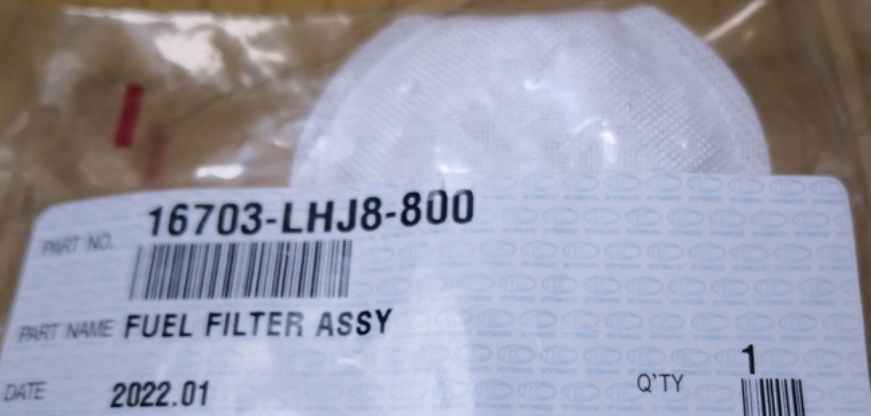 PART NO. 16703-LHJ8-800
PART NAME FUEL FILTER ASSY
DATE 2022.01
Q'TY 1